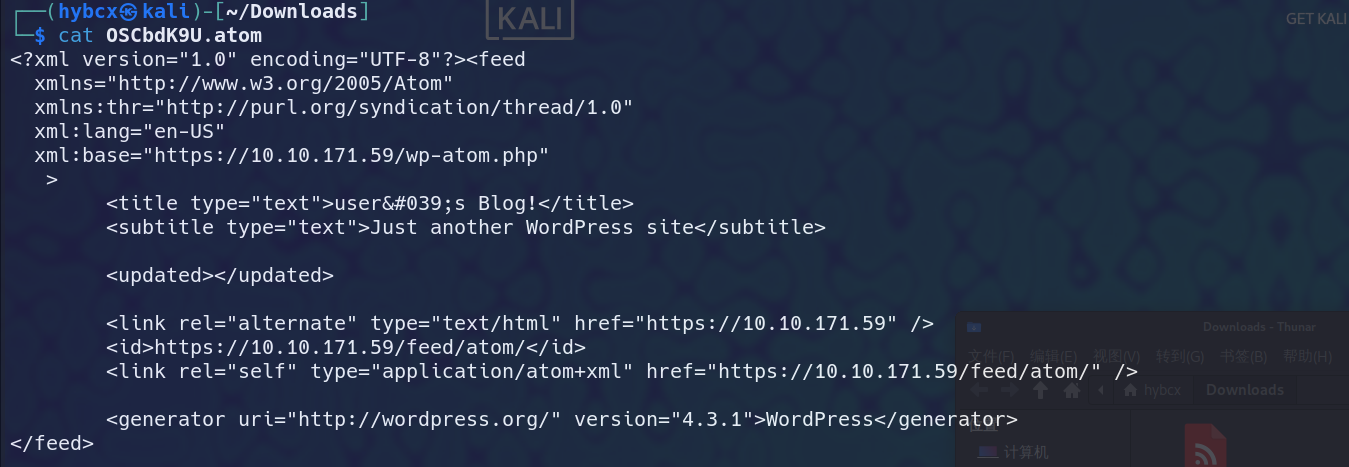 ┌──(hybcx㉿kali)-[~/Downloads]
└─$ cat OSCbdK9U.atom
KALI
GET KALI
<?xml version="1.0" encoding="UTF-8"?><feed
  xmlns="http://www.w3.org/2005/Atom"
  xmlns:thr="http://purl.org/syndication/thread/1.0"
  xml:lang="en-US"
  xml:base="https://10.10.171.59/wp-atom.php"
   >
        <title type="text">user&#039;s Blog!</title>
        <subtitle type="text">Just another WordPress site</subtitle>

        <updated></updated>

        <link rel="alternate" type="text/html" href="https://10.10.171.59" />
        <id>https://10.10.171.59/feed/atom/</id>
        <link rel="self" type="application/atom+xml" href="https://10.10.171.59/feed/atom/" />

        <generator uri="http://wordpress.org/" version="4.3.1">WordPress</generator>
</feed>
Downloads - Thunar
文件(F) 编辑(E) 视图(V) 转到(G) 书签(B) 帮助(H)
hybcx Downloads
计算机